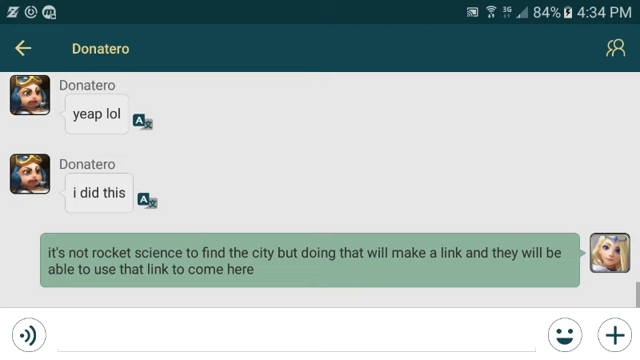 3G 84% 4:34 PM
Donatero
Donatero
yeap lol
Donatero
i did this
it's not rocket science to find the city but doing that will make a link and they will be
able to use that link to come here